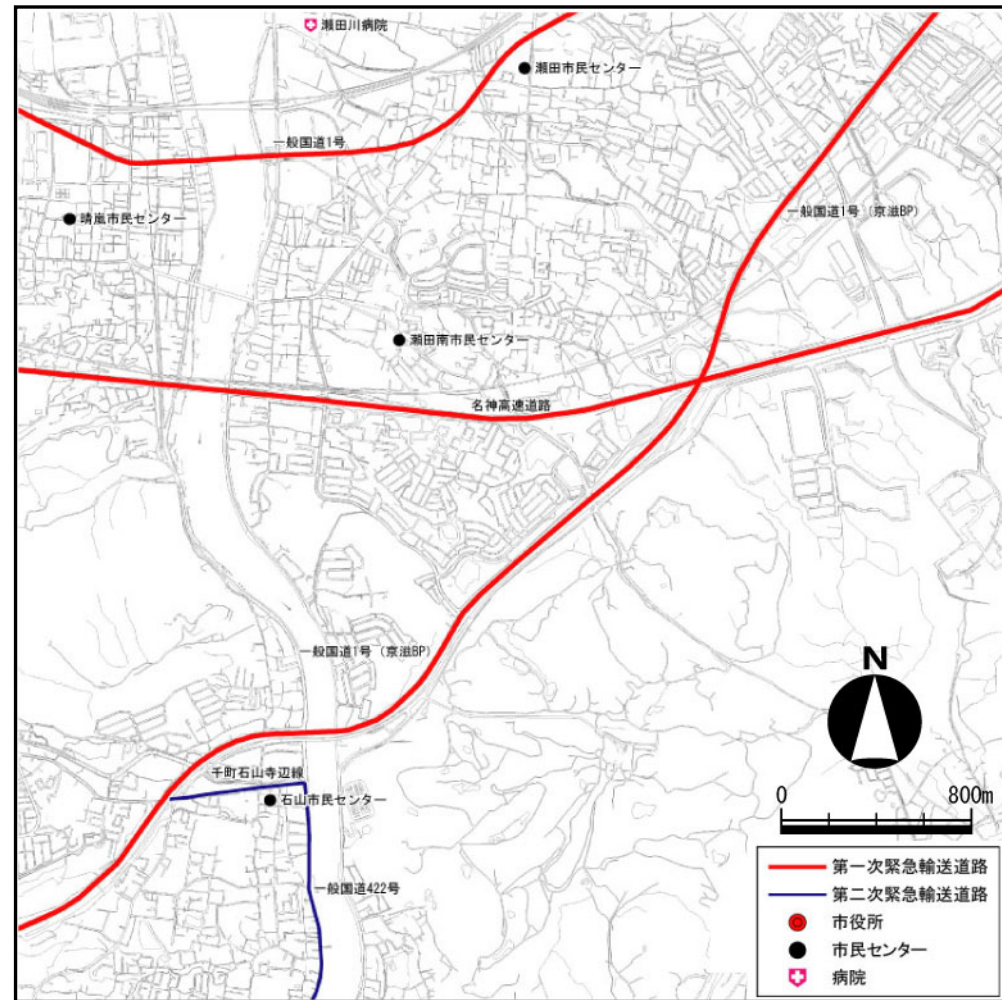 瀬田川病院
瀬田市民センター
一般国道1号
晴嵐市民センター
一般国道1号（京滋BP）
瀬田南市民センター
名神高速道路
一般国道1号（京滋BP）
千町石山寺辺線
石山市民センター
一般国道422号
N
0 800m
第一次緊急輸送道路
第二次緊急輸送道路
市役所
市民センター
病院